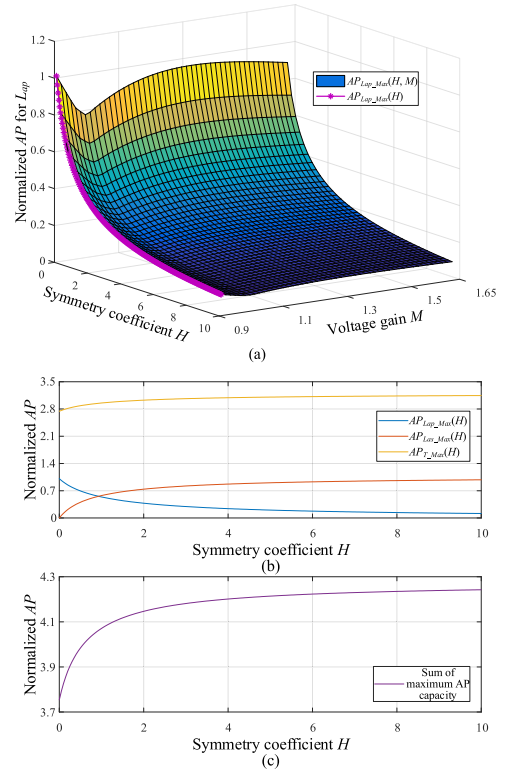 1.2
1
0.8
0.6
0.4
0.2
0
Normalized AP for L_ap
AP_Lap_Max(H, M)
AP_Lap_Max(H)
0
2
4
6
8
10
Symmetry coefficient H
0.9
1.1
1.3
1.5
1.65
Voltage gain M
(a)
3.5
2.8
2.1
1.4
0.7
0
Normalized AP
AP_Lap_Max(H)
AP_Las_Max(H)
AP_T_Max(H)
0 2 4 6 8 10
Symmetry coefficient H
(b)
4.3
4.1
3.9
3.7
Normalized AP
Sum of
maximum AP
capacity
0 2 4 6 8 10
Symmetry coefficient H
(c)